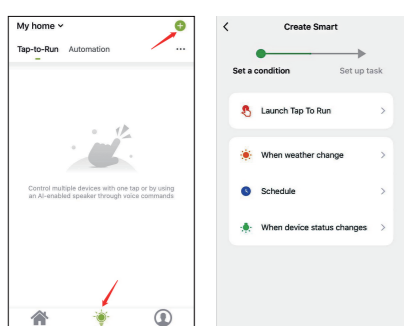 My home
Tap-to-Run Automation ...
Control multiple devices with one tap or by using
an AI-enabled speaker through voice commands
Create Smart
Set a condition Set up task
Launch Tap To Run
When weather change
Schedule
When device status changes